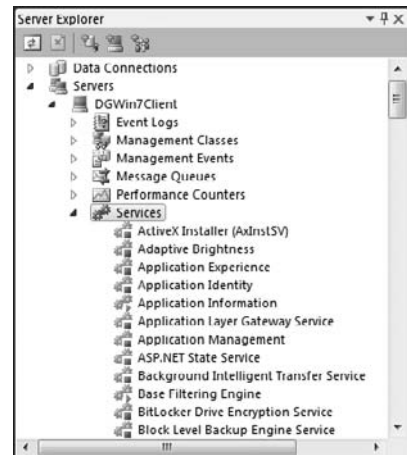 Server Explorer
Data Connections
Servers
DGWin7Client
Event Logs
Management Classes
Management Events
Message Queues
Performance Counters
Services
ActiveX Installer (AxInstSV)
Adaptive Brightness
Application Experience
Application Identity
Application Information
Application Layer Gateway Service
Application Management
ASP.NET State Service
Background Intelligent Transfer Service
Base Filtering Engine
BitLocker Drive Encryption Service
Block Level Backup Engine Service